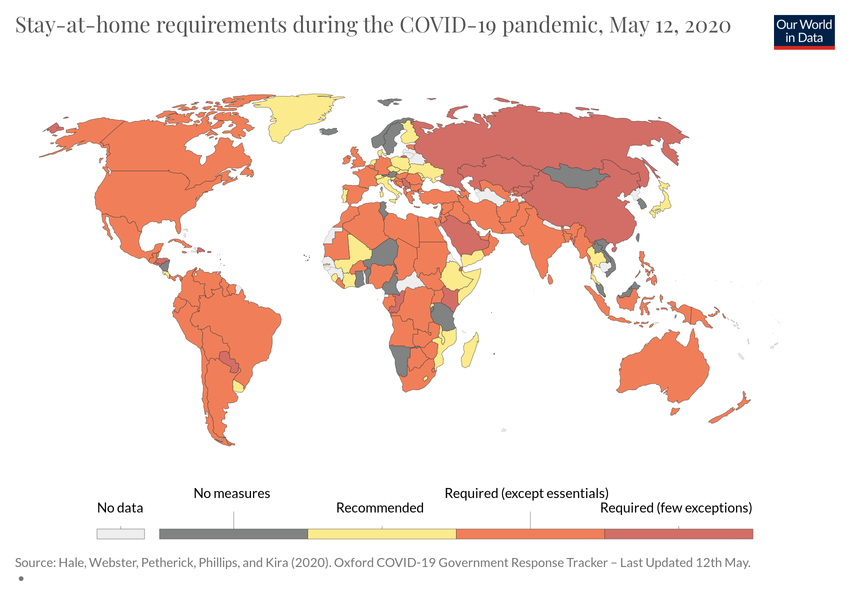 Stay-at-home requirements during the COVID-19 pandemic, May 12, 2020
Our World
in Data
No data
No measures
Recommended
Required (except essentials)
Required (few exceptions)
Source: Hale, Webster, Petherick, Phillips, and Kira (2020). Oxford COVID-19 Government Response Tracker – Last Updated 12th May.